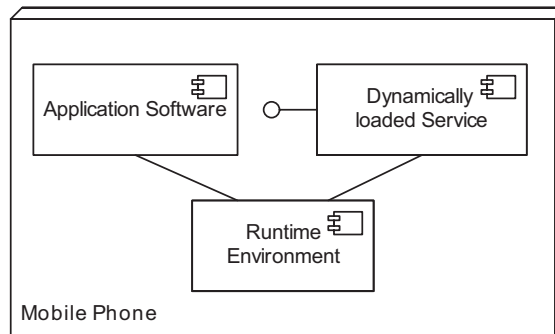 Application Software
Dynamically
loaded Service
Runtime
Environment
Mobile Phone